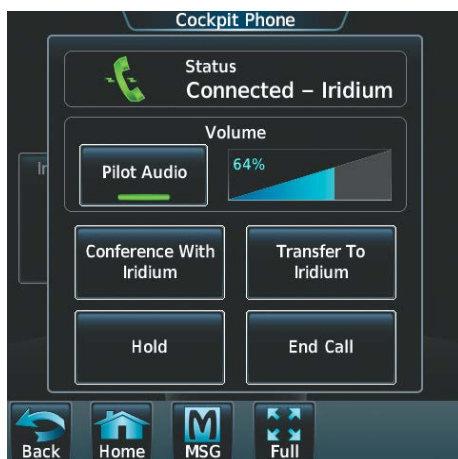 Cockpit Phone
Status
Connected – Iridium
Volume
Pilot Audio
64%
Conference With
Iridium
Transfer To
Iridium
Hold
End Call
Back
Home
MSG
Full